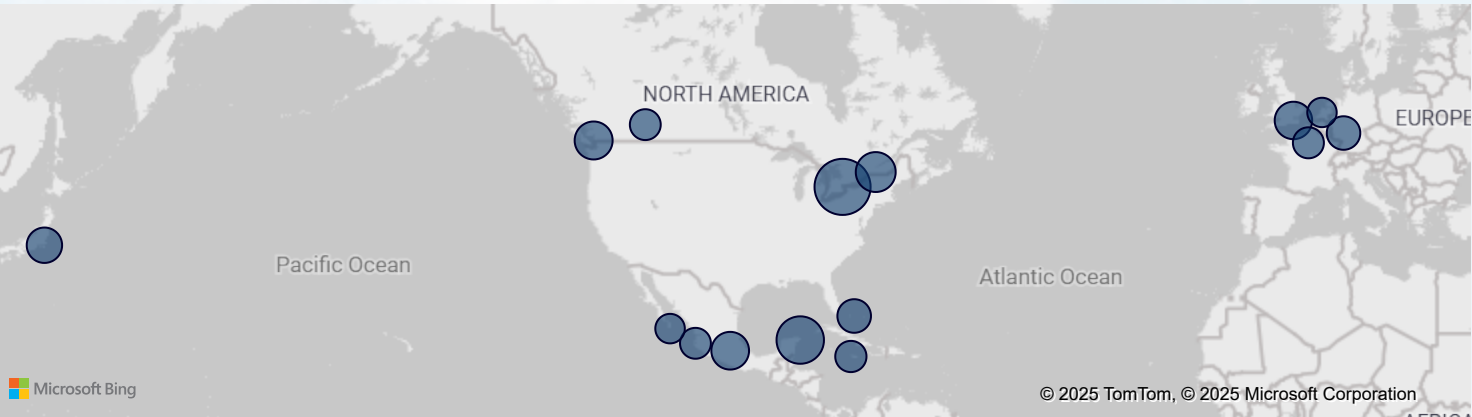 NORTH AMERICA
EUROPE
Pacific Ocean
Atlantic Ocean
Microsoft Bing
© 2025 TomTom, © 2025 Microsoft Corporation